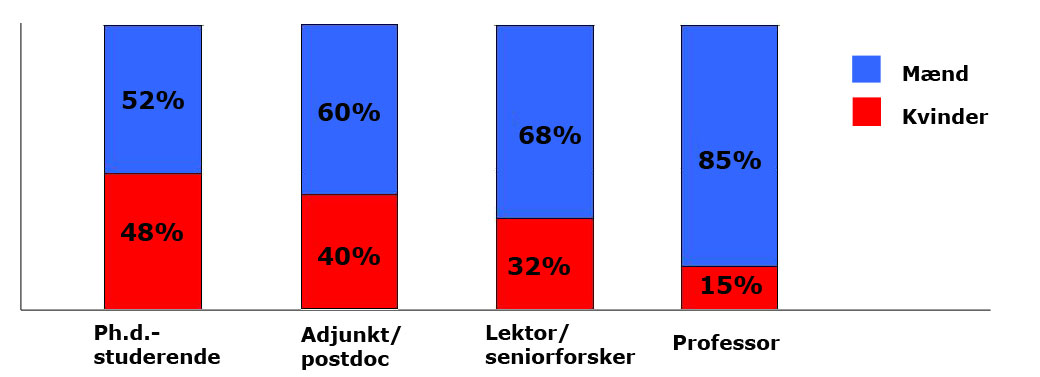 52%
60%
68%
85%
48%
40%
32%
15%
Mænd
Kvinder
Ph.d.-
studerende
Adjunkt/
postdoc
Lektor/
seniorforsker
Professor